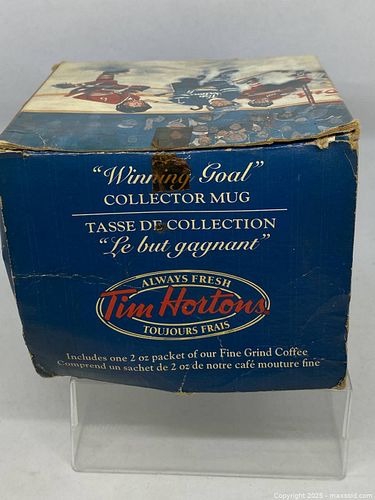 "Winning Goal"
COLLECTOR MUG
TASSE DE COLLECTION
"Le but gagnant"
ALWAYS FRESH
Tim Hortons
TOUJOURS FRAIS
Includes one 2 oz packet of our Fine Grind Coffee
Comprend un sachet de 2 oz de notre café mouture fine
Copyright 2025 - maxsold.com